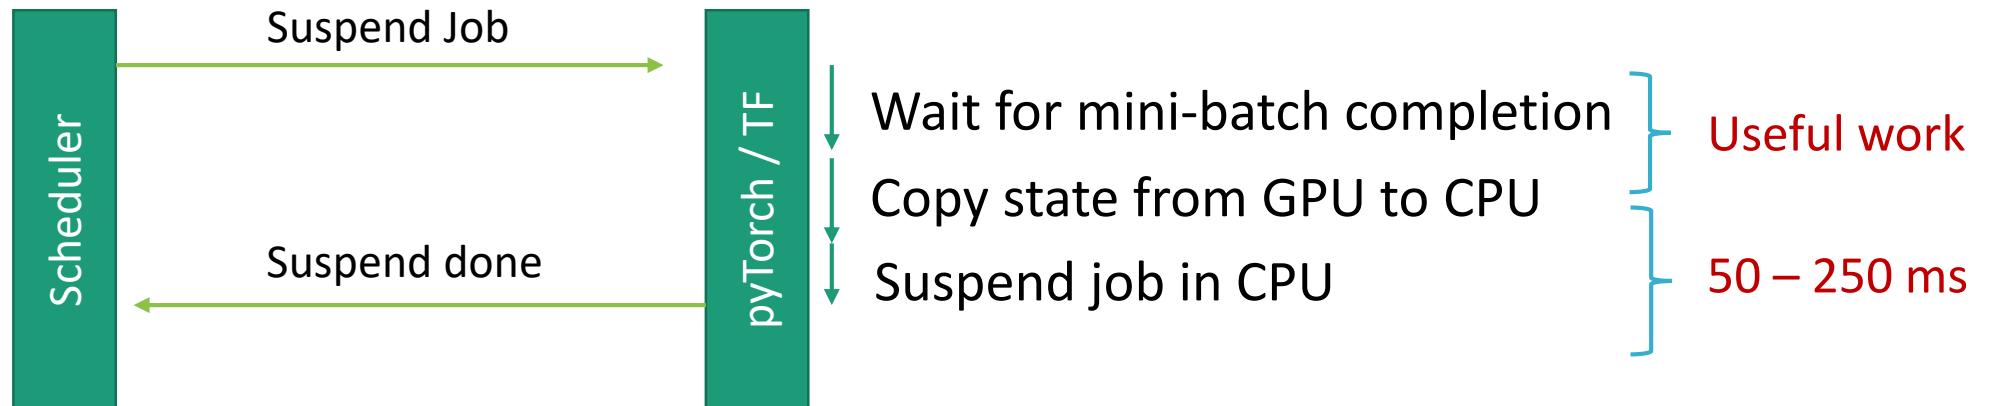 Scheduler
Suspend Job
Suspend done
pyTorch / TF
Wait for mini-batch completion
Copy state from GPU to CPU
Suspend job in CPU
Useful work
50 – 250 ms